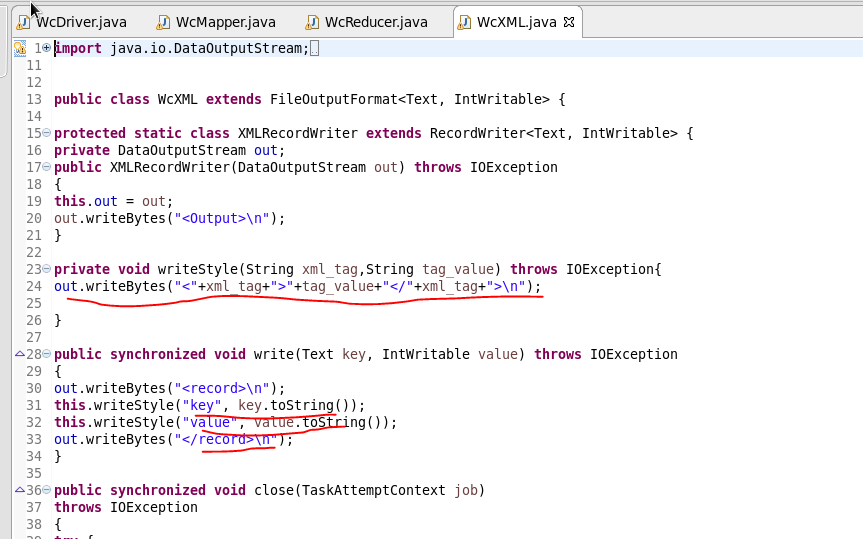 WcDriver.java WcMapper.java WcReducer.java WcXML.java
1 import java.io.DataOutputStream;
11
12
13 public class WcXML extends FileOutputFormat<Text, IntWritable> {
14
15 protected static class XMLRecordWriter extends RecordWriter<Text, IntWritable> {
16 private DataOutputStream out;
17 public XMLRecordWriter(DataOutputStream out) throws IOException
18 {
19 this.out = out;
20 out.writeBytes("<Output>\n");
21 }
22
23 private void writeStyle(String xml_tag,String tag_value) throws IOException{
24 out.writeBytes("<"+xml_tag+">"+tag_value+"</"+xml_tag+">\n");
25
26 }
27
28 public synchronized void write(Text key, IntWritable value) throws IOException
29 {
30 out.writeBytes("<record>\n");
31 this.writeStyle("key", key.toString());
32 this.writeStyle("value", value.toString());
33 out.writeBytes("</record>\n");
34 }
35
36 public synchronized void close(TaskAttemptContext job)
37 throws IOException
38 {
try {